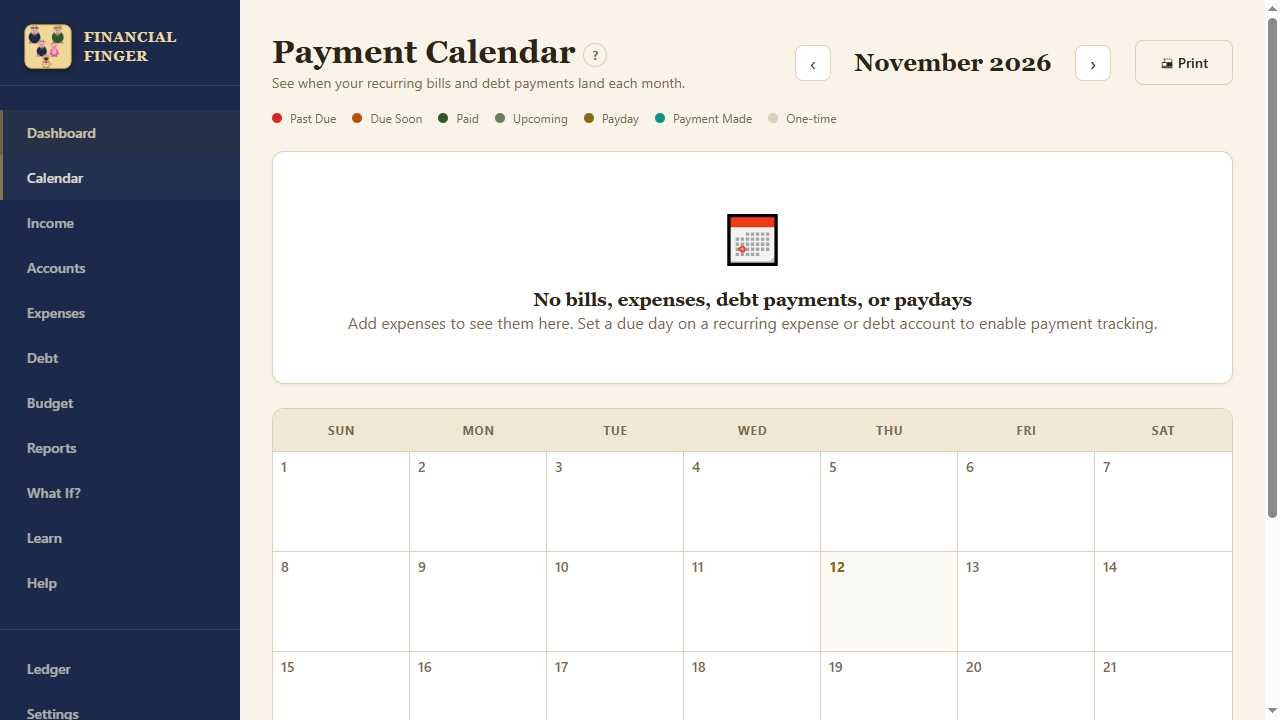 FINANCIAL
FINGER
Dashboard
Calendar
Income
Accounts
Expenses
Debt
Budget
Reports
What If?
Learn
Help
Ledger
Settings
Payment Calendar ?
See when your recurring bills and debt payments land each month.
‹ November 2026 › Print
Past Due Due Soon Paid Upcoming Payday Payment Made One-time
No bills, expenses, debt payments, or paydays
Add expenses to see them here. Set a due day on a recurring expense or debt account to enable payment tracking.
SUN MON TUE WED THU FRI SAT
1 2 3 4 5 6 7
8 9 10 11 12 13 14
15 16 17 18 19 20 21